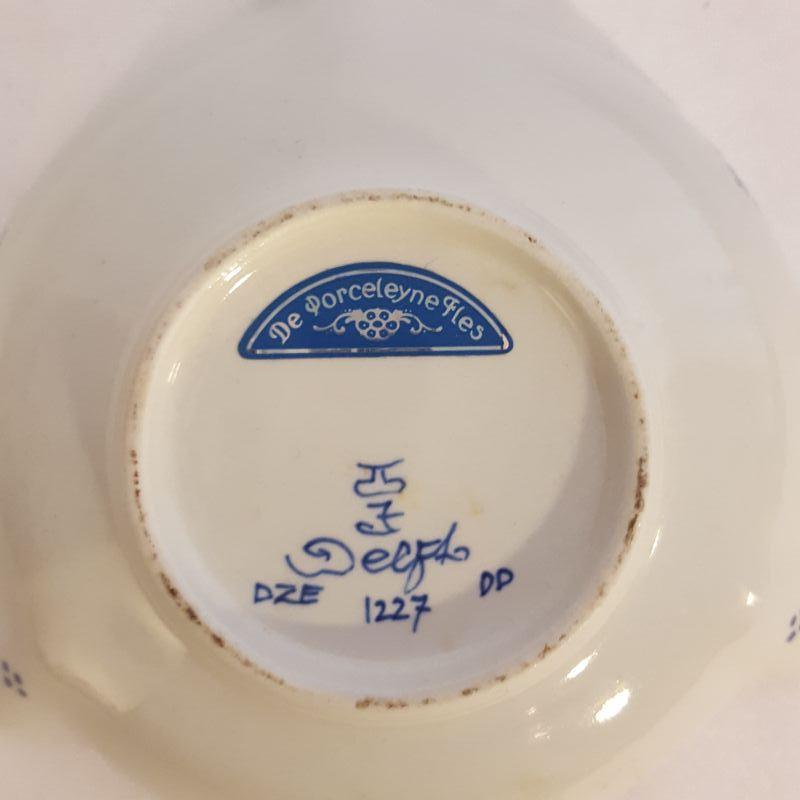 De Porceleyne Fles
Delft
DZE 1227 DD